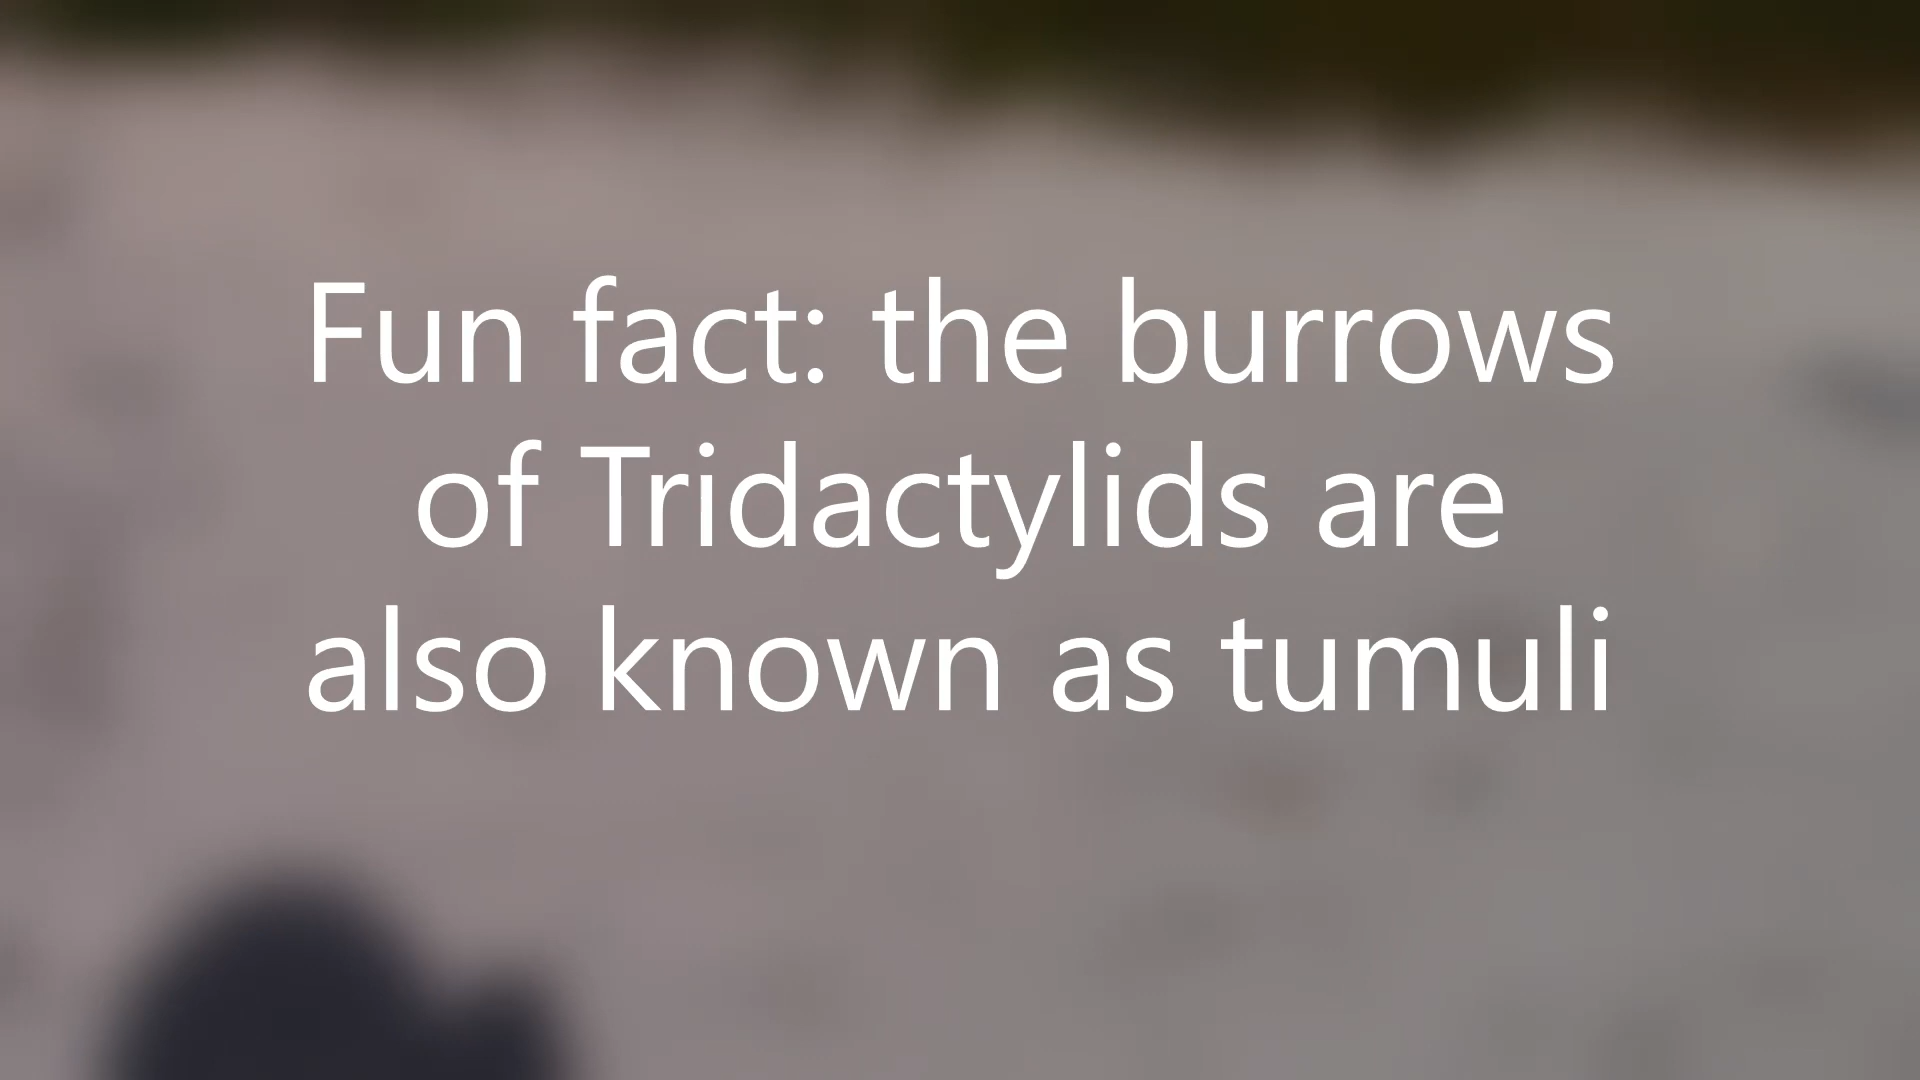 Fun fact: the burrows
of Tridactylids are
also known as tumuli